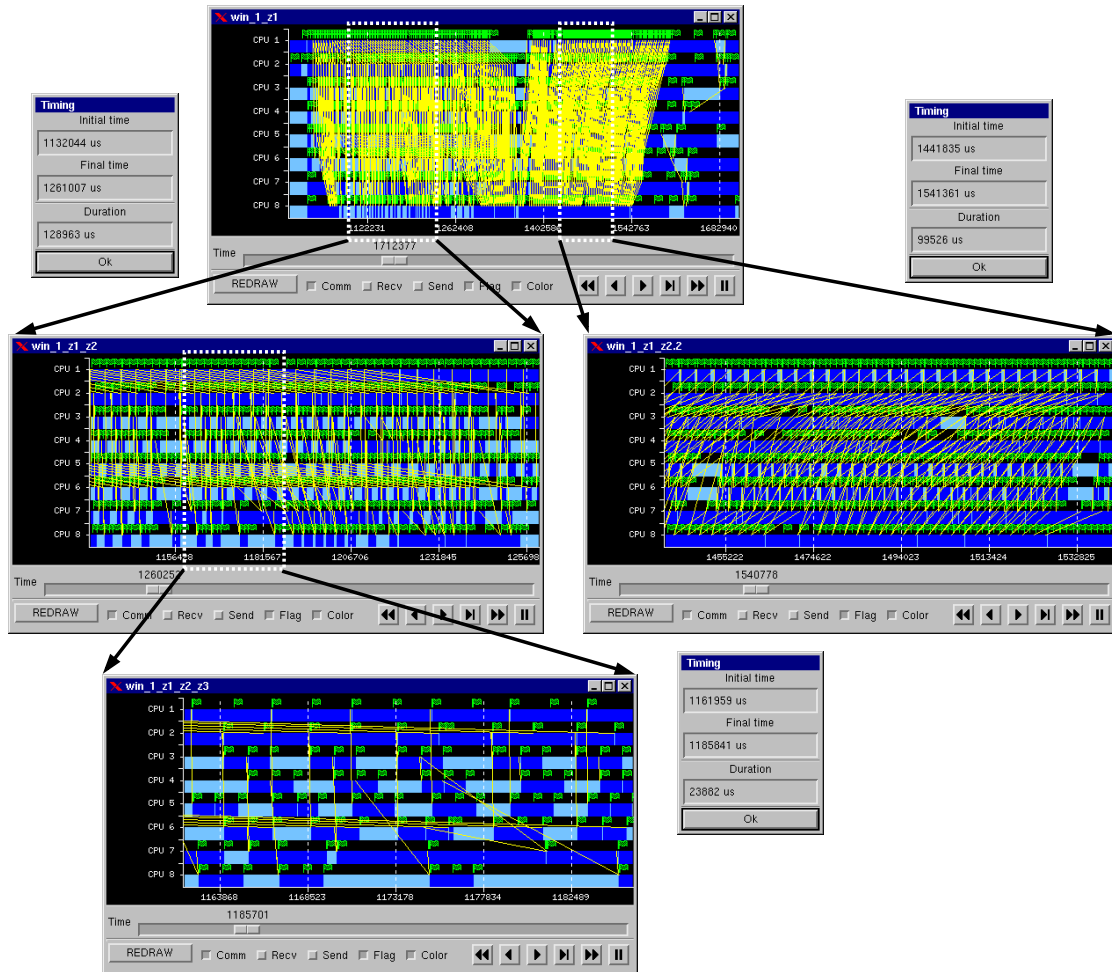 win_1_z1
CPU 1
CPU 2
CPU 3
CPU 4
CPU 5
CPU 6
CPU 7
CPU 8
1122231 1262408 1402586 1542763 1682940
Time 1712377
REDRAW Comm Recv Send Flag Color
Timing
Initial time
1132044 us
Final time
1261007 us
Duration
128963 us
Ok
Timing
Initial time
1441835 us
Final time
1541361 us
Duration
99526 us
Ok
win_1_z1_z2
CPU 1
CPU 2
CPU 3
CPU 4
CPU 5
CPU 6
CPU 7
CPU 8
1181567 1206706 1231845 125698
Time
REDRAW Comm Recv Send Flag Color
win_1_z1_z2.2
CPU 1
CPU 2
CPU 3
CPU 4
CPU 5
CPU 6
CPU 7
CPU 8
1455222 1474622 1494023 1513424 1532825
Time 1540778
REDRAW Comm Recv Send Flag Color
win_1_z1_z2_z3
CPU 1
CPU 2
CPU 3
CPU 4
CPU 5
CPU 6
CPU 7
CPU 8
1163868 1168523 1173178 1177834 1182489
Time 1185701
REDRAW Comm Recv Send Flag Color
Timing
Initial time
1161959 us
Final time
1185841 us
Duration
23882 us
Ok